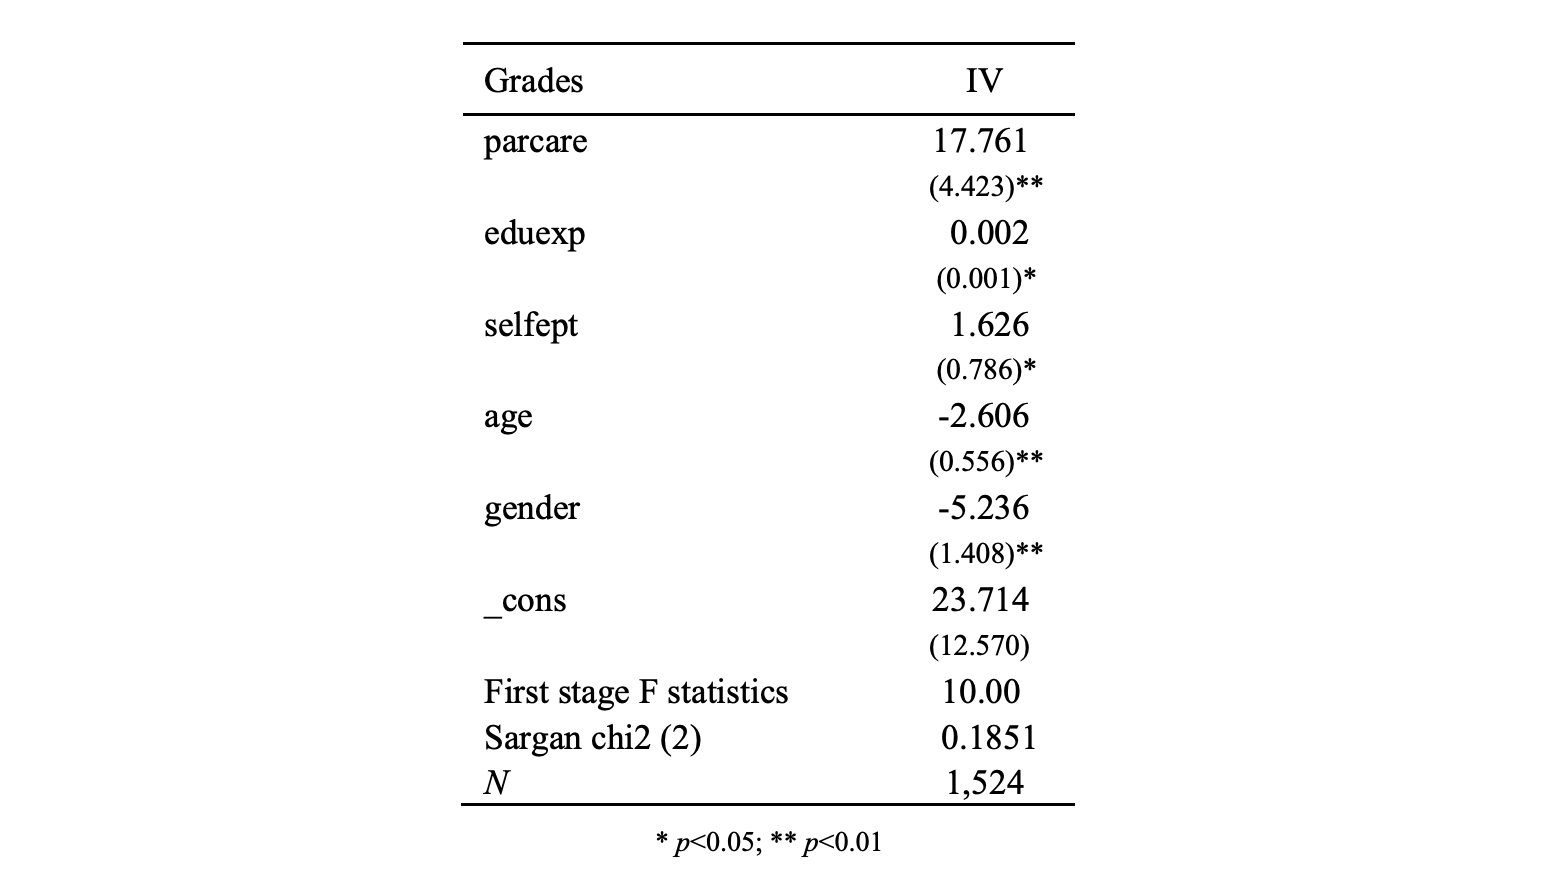 Grades IV
parcare 17.761
(4.423)**
eduexp 0.002
(0.001)*
selfept 1.626
(0.786)*
age -2.606
(0.556)**
gender -5.236
(1.408)**
_cons 23.714
(12.570)
First stage F statistics 10.00
Sargan chi2 (2) 0.1851
N 1,524
* p<0.05; ** p<0.01